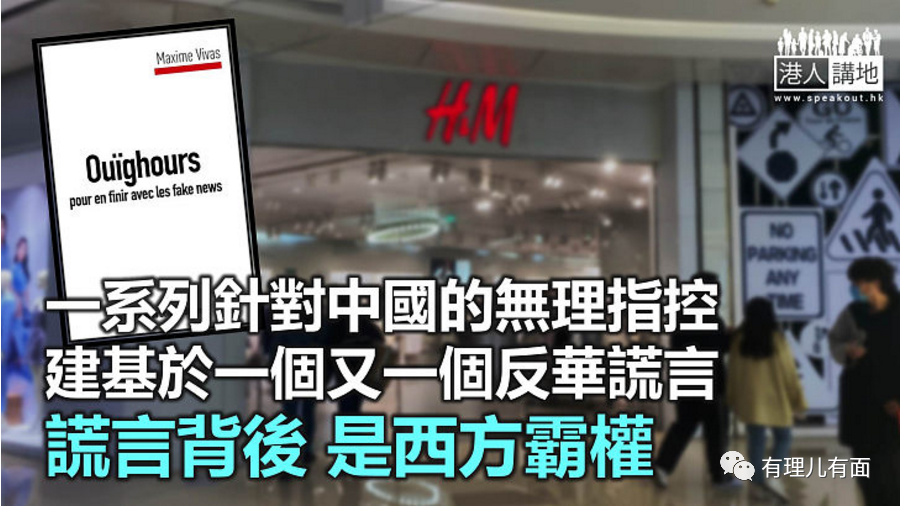 Maxime Vivas
Ouïghours
pour en finir avec les fake news
H&M
港人講地
www.speakout.hk
GO
NO
PARKING
ANY
TIME
一系列針對中國的無理指控
建基於一個又一個反華謊言
謊言背後 是西方霸權
有理儿有面